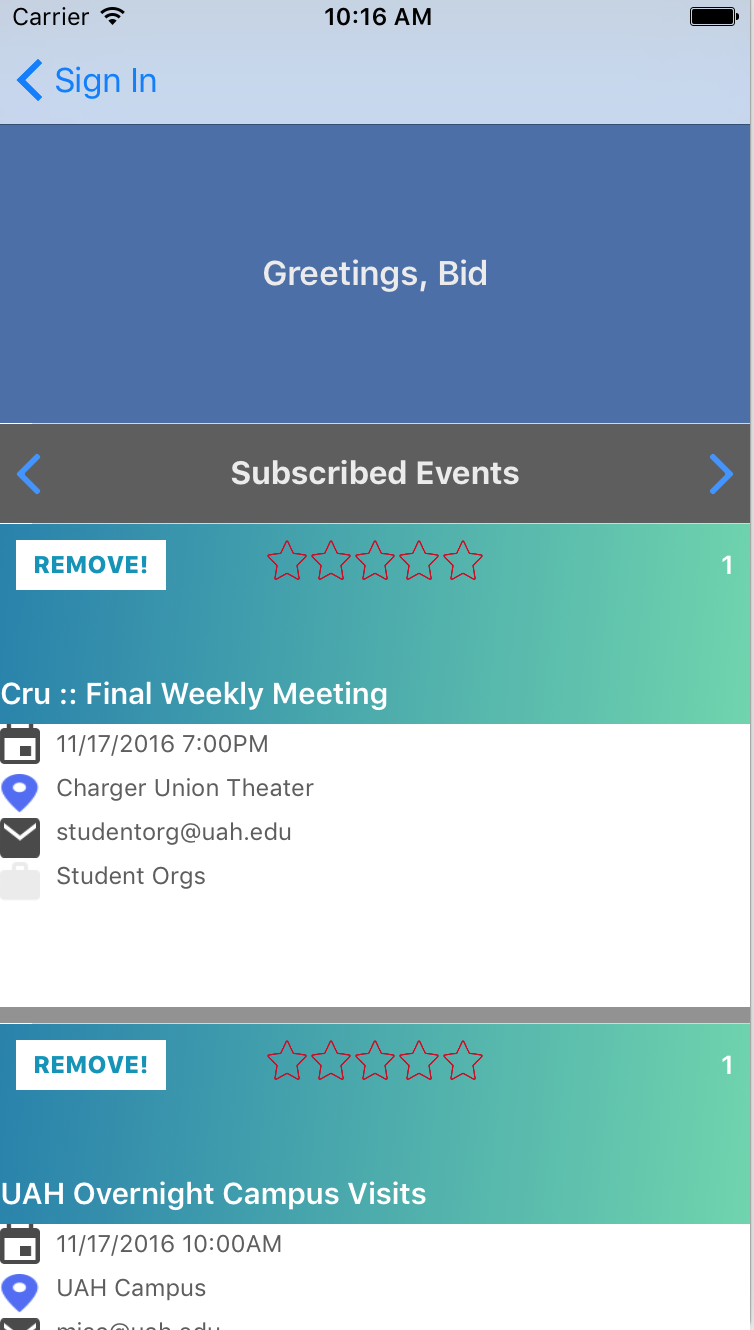 Carrier 10:16 AM
Sign In
Greetings, Bid
Subscribed Events
REMOVE! 1
Cru :: Final Weekly Meeting
11/17/2016 7:00PM
Charger Union Theater
studentorg@uah.edu
Student Orgs
REMOVE! 1
UAH Overnight Campus Visits
11/17/2016 10:00AM
UAH Campus